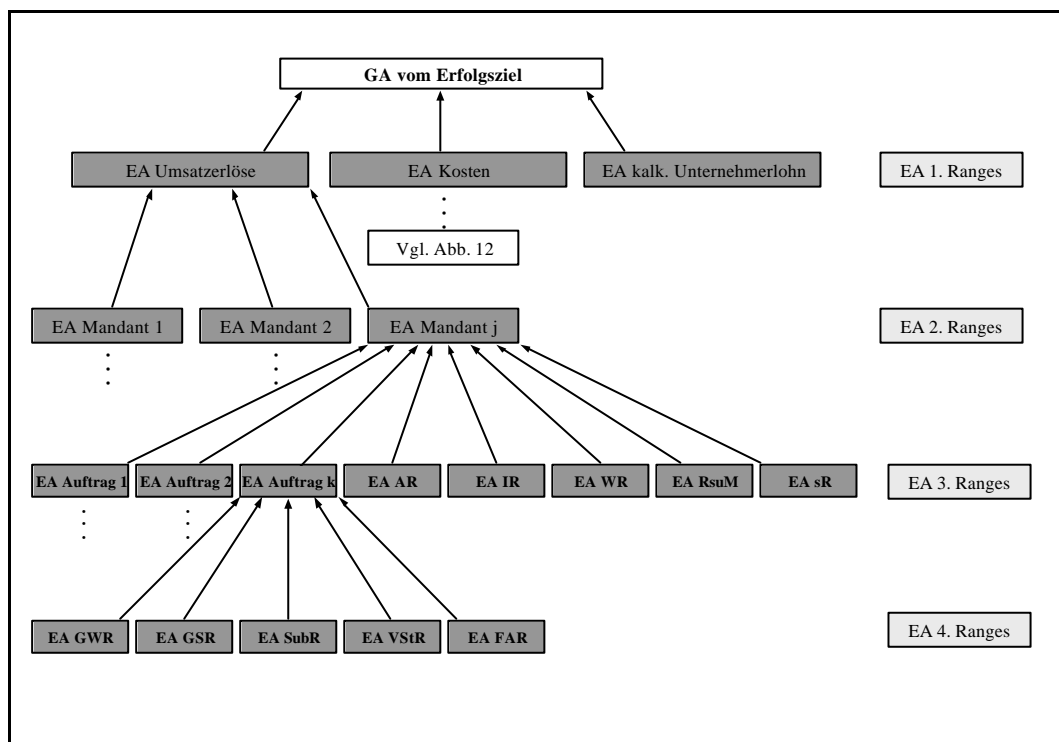 GA vom Erfolgsziel
EA Umsatzerlöse
EA Kosten
EA kalk. Unternehmerlohn
EA 1. Ranges
Vgl. Abb. 12
EA Mandant 1
EA Mandant 2
EA Mandant j
EA 2. Ranges
EA Auftrag 1
EA Auftrag 2
EA Auftrag k
EA AR
EA IR
EA WR
EA RsuM
EA sR
EA 3. Ranges
EA GWR
EA GSR
EA SubR
EA VStR
EA FAR
EA 4. Ranges